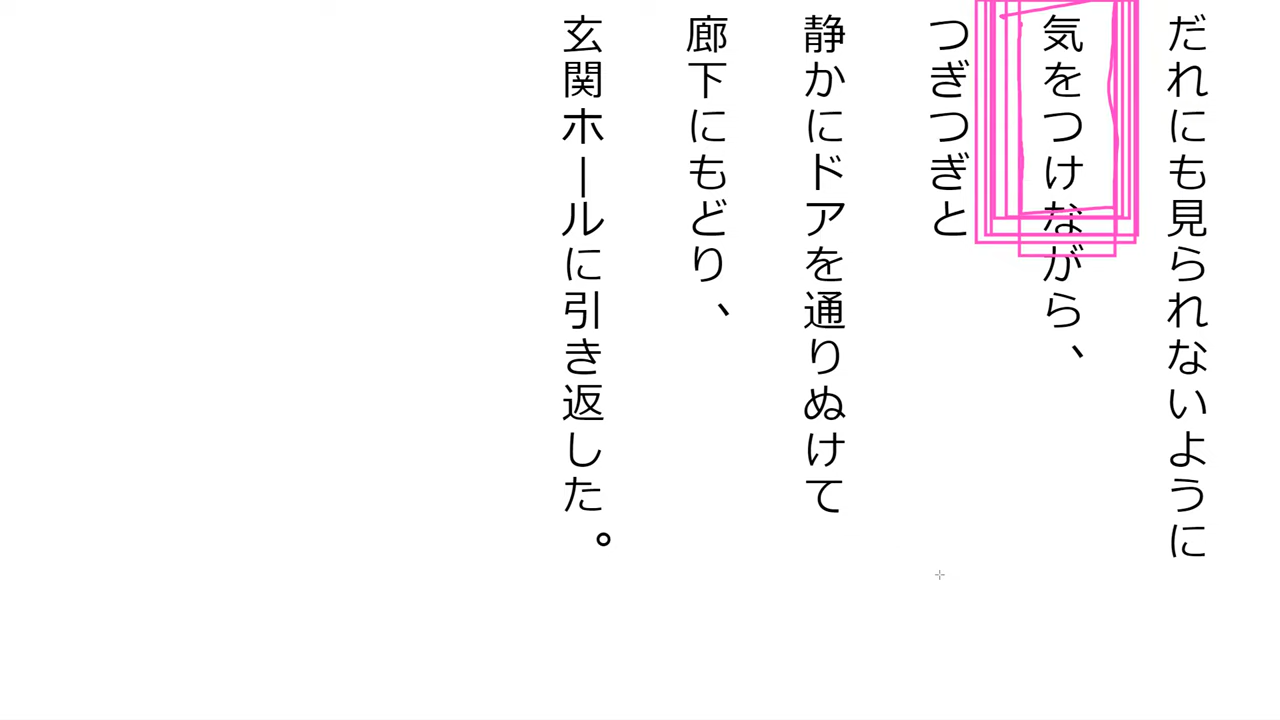 だれにも見られないように
気をつけながら、
つぎつぎと
静かにドアを通りぬけて
廊下にもどり、
玄関ホールに引き返した。